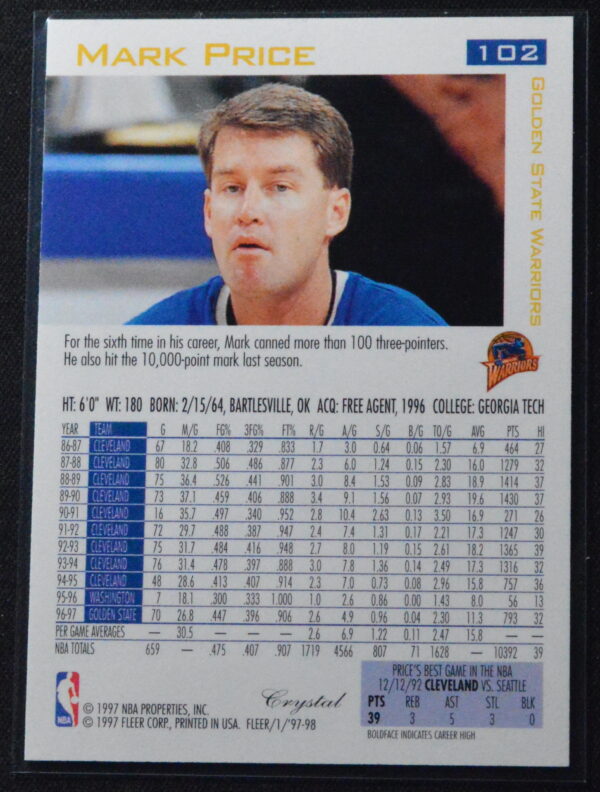 MARK PRICE
102
GOLDEN STATE WARRIORS
For the sixth time in his career, Mark canned more than 100 three-pointers.
He also hit the 10,000-point mark last season.
WARRIORS
HT: 6'0" WT: 180 BORN: 2/15/64, BARTLESVILLE, OK ACQ: FREE AGENT, 1996 COLLEGE: GEORGIA TECH
YEAR TEAM G M/G FG% 3FG% FT% R/G A/G S/G B/G TO/G AVG PTS HI
86-87 CLEVELAND 67 18.2 .408 .329 .833 1.7 3.0 0.64 0.06 1.57 6.9 464 27
87-88 CLEVELAND 80 32.8 .506 .486 .877 2.3 6.0 1.24 0.15 2.30 16.0 1279 32
88-89 CLEVELAND 75 36.4 .526 .441 .901 3.0 8.4 1.53 0.09 2.83 18.9 1414 37
89-90 CLEVELAND 73 37.1 .459 .406 .888 3.4 9.1 1.56 0.07 2.93 19.6 1430 37
90-91 CLEVELAND 16 35.7 .497 .340 .952 2.8 10.4 2.63 0.13 3.50 16.9 271 26
91-92 CLEVELAND 72 29.7 .488 .387 .947 2.4 7.4 1.31 0.17 2.21 17.3 1247 30
92-93 CLEVELAND 75 31.7 .484 .416 .948 2.7 8.0 1.19 0.15 2.61 18.2 1365 39
93-94 CLEVELAND 76 31.4 .478 .397 .888 3.0 7.8 1.36 0.14 2.49 17.3 1316 32
94-95 CLEVELAND 48 28.6 .413 .407 .914 2.3 7.0 0.73 0.08 2.96 15.8 757 36
95-96 WASHINGTON 7 18.1 .300 .333 1.000 1.0 2.6 0.86 0.00 1.43 8.0 56 13
96-97 GOLDEN STATE 70 26.8 .447 .396 .906 2.6 4.9 0.96 0.04 2.30 11.3 793 32
PER GAME AVERAGES — 30.5 — — — 2.6 6.9 1.22 0.11 2.47 15.8 — —
NBA TOTALS 659 — .475 .407 .907 1719 4566 807 71 1628 — 10392 39
PRICE'S BEST GAME IN THE NBA
12/12/92 CLEVELAND VS. SEATTLE
PTS REB AST STL BLK
39 3 5 3 0
BOLDFACE INDICATES CAREER HIGH
NBA
© 1997 NBA PROPERTIES, INC.
© 1997 FLEER CORP., PRINTED IN USA. FLEER/1/'97-98
Crystal